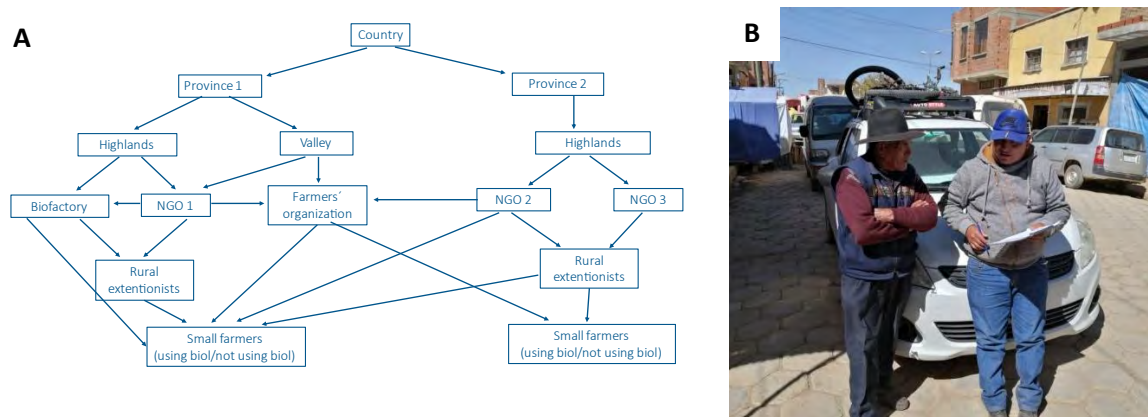 A
Country
Province 1
Province 2
Highlands
Valley
Highlands
Biofactory
NGO 1
Farmers´
organization
NGO 2
NGO 3
Rural
extentionists
Rural
extentionists
Small farmers
(using biol/not using biol)
Small farmers
(using biol/not using biol)
B